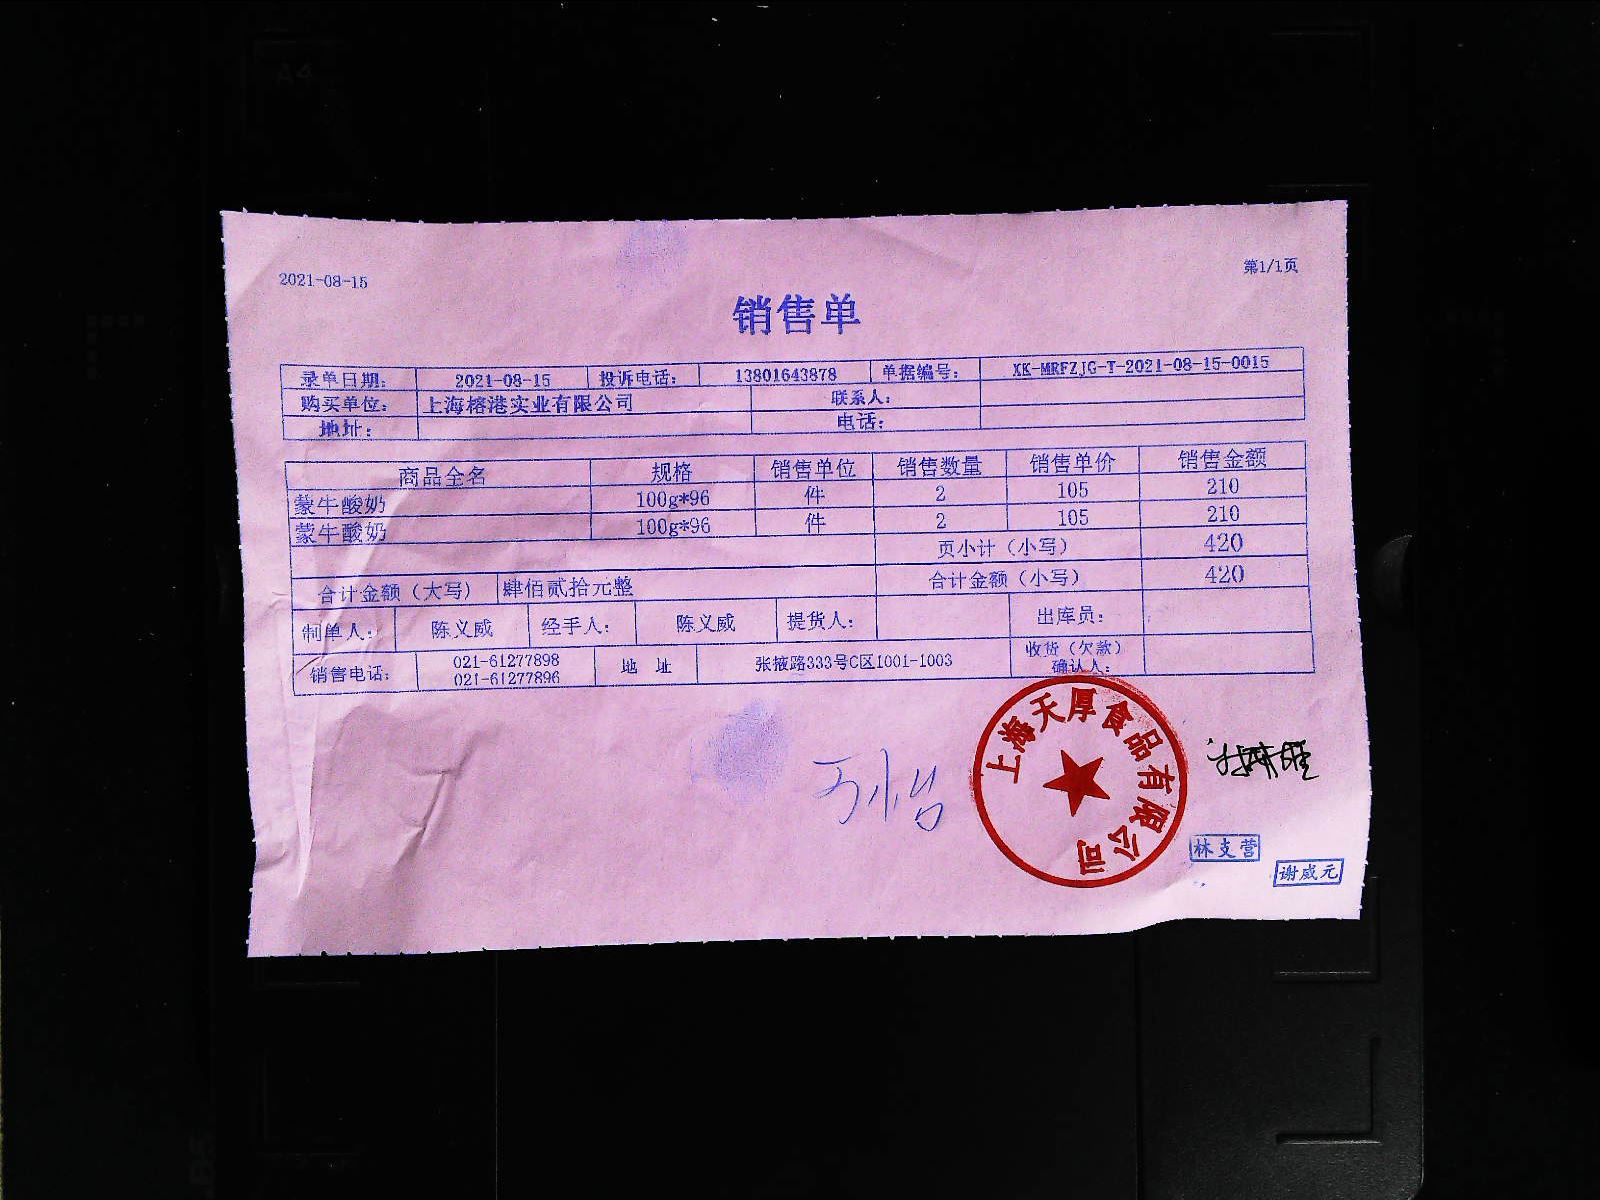 2021-08-15
第1/1页
销售单
录单日期: 2021-08-15 投诉电话: 13801643878 单据编号: XK-MRFZJG-T-2021-08-15-0015
购买单位: 上海榕港实业有限公司 联系人:
地址: 电话:
商品全名 规格 销售单位 销售数量 销售单价 销售金额
蒙牛酸奶 100g*96 件 2 105 210
蒙牛酸奶 100g*96 件 2 105 210
页小计(小写) 420
合计金额(大写) 肆佰贰拾元整 合计金额(小写) 420
制单人: 陈义威 经手人: 陈义威 提货人: 出库员:
销售电话: 021-61277898 地 址 张掖路333号C区1001-1003 收货(欠款)
021-61277896 确认人:
上海天厚食品有限公司
林支营
谢威元